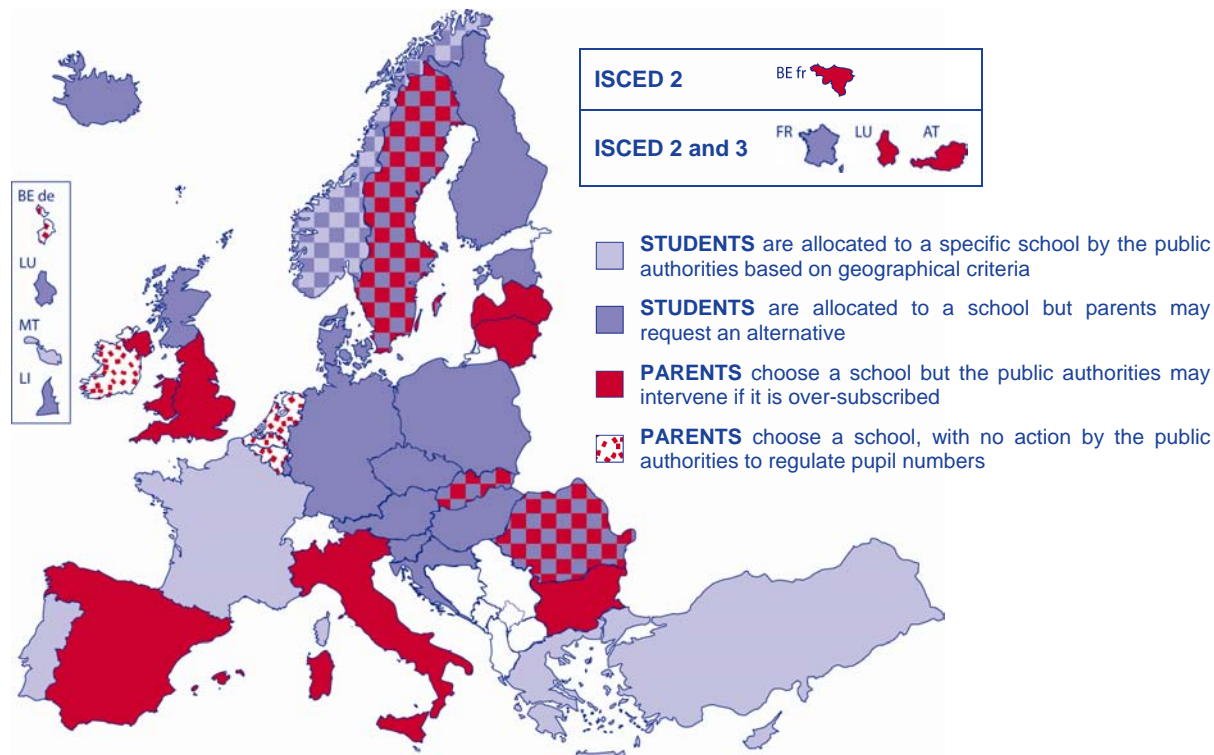 ISCED 2
BE fr
ISCED 2 and 3
FR
LU
AT
BE de
LU
MT
LI
STUDENTS are allocated to a specific school by the public
authorities based on geographical criteria
STUDENTS are allocated to a school but parents may
request an alternative
PARENTS choose a school but the public authorities may
intervene if it is over-subscribed
PARENTS choose a school, with no action by the public
authorities to regulate pupil numbers